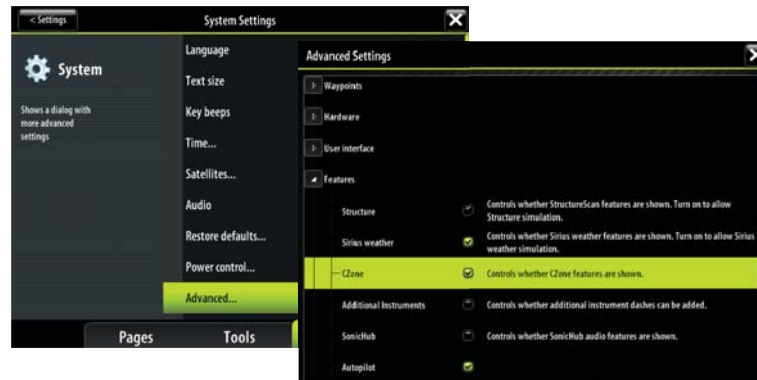 < Settings
System Settings
X
System
Shows a dialog with
more advanced
settings
Language
Text size
Key beeps
Time...
Satellites...
Audio
Restore defaults...
Power control...
Advanced...
Pages
Tools
Advanced Settings
Waypoints
Hardware
User interface
Features
Structure
Controls whether StructureScan features are shown. Turn on to allow
Structure simulation.
Sirius weather
Controls whether Sirius weather features are shown. Turn on to allow Sirius
weather simulation.
CZone
Controls whether CZone features are shown.
Additional Instruments
Controls whether additional instrument dashes can be added.
SonicHub
Controls whether SonicHub audio features are shown.
Autopilot